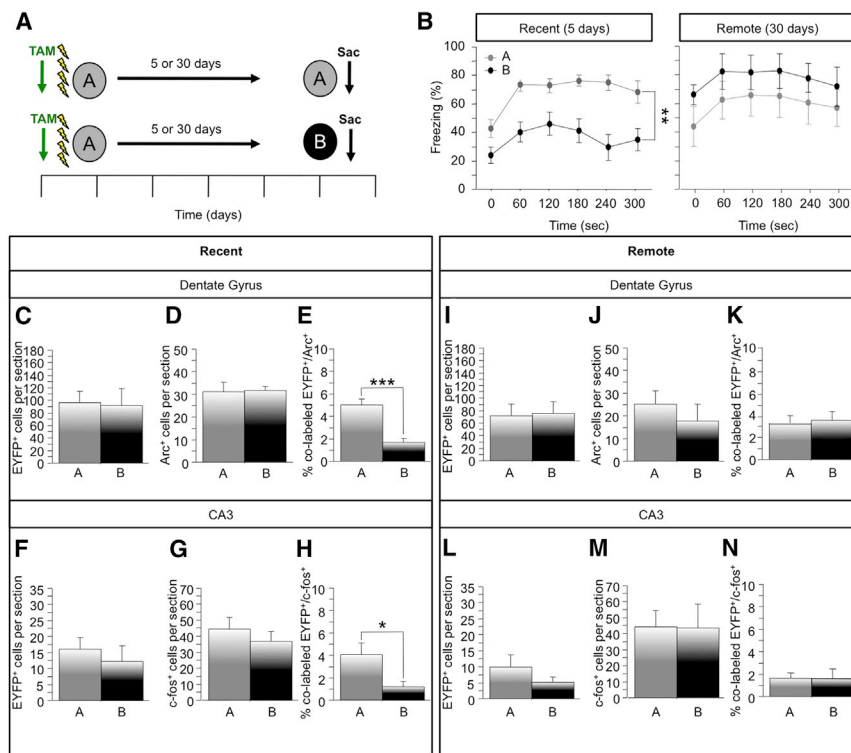 A
TAM
A
5 or 30 days
A
Sac
TAM
A
5 or 30 days
B
Sac
Time (days)
B
Recent (5 days)
Remote (30 days)
Freezing (%)
100
80
60
40
20
0
A
B
**
0 60 120 180 240 300
0 60 120 180 240 300
Time (sec)
Time (sec)
Recent
Dentate Gyrus
C
EYFP⁺ cells per section
180
160
140
120
100
80
60
40
20
0
A B
D
Arc⁺ cells per section
50
40
30
20
10
0
A B
E
% co-labeled EYFP⁺/Arc⁺
10
8
6
4
2
0
***
A B
CA3
F
EYFP⁺ cells per section
35
30
25
20
15
10
5
0
A B
G
c-fos⁺ cells per section
70
60
50
40
30
20
10
0
A B
H
% co-labeled EYFP⁺/c-fos⁺
10
8
6
4
2
0
*
A B
Remote
Dentate Gyrus
I
EYFP⁺ cells per section
180
160
140
120
100
80
60
40
20
0
A B
J
Arc⁺ cells per section
50
40
30
20
10
0
A B
K
% co-labeled EYFP⁺/Arc⁺
10
8
6
4
2
0
A B
CA3
L
EYFP⁺ cells per section
35
30
25
20
15
10
5
0
A B
M
c-fos⁺ cells per section
70
60
50
40
30
20
10
0
A B
N
% co-labeled EYFP⁺/c-fos⁺
10
8
6
4
2
0
A B